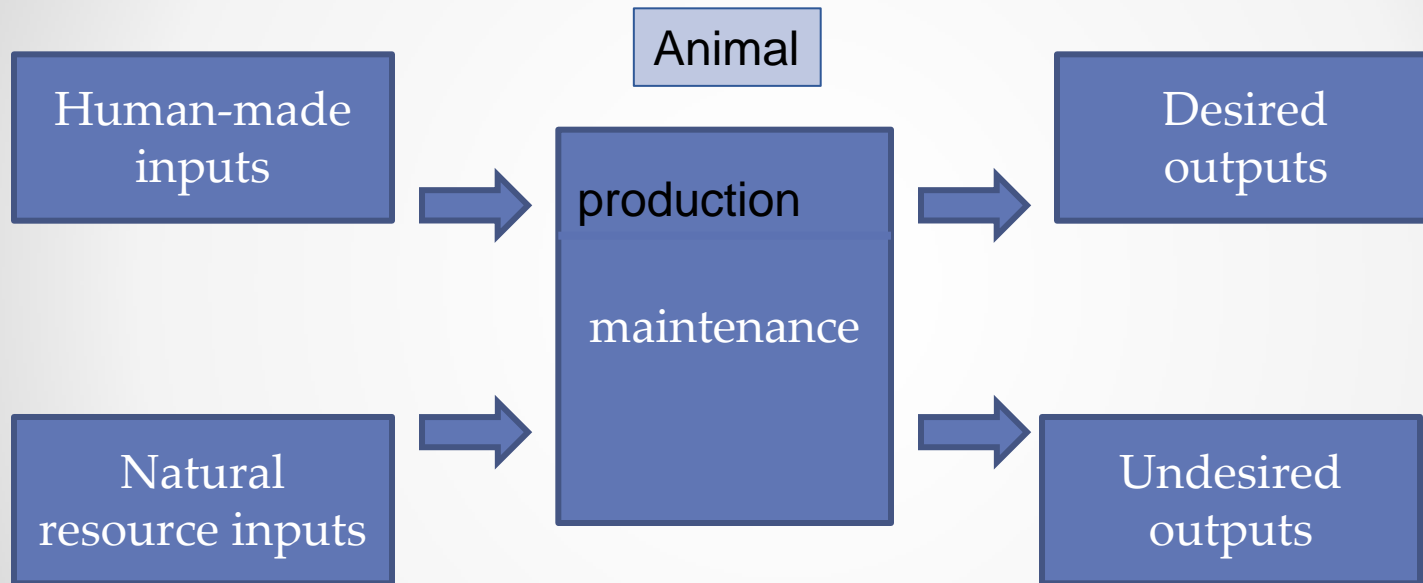 Animal
Human-made
inputs
production
maintenance
Desired
outputs
Natural
resource inputs
Undesired
outputs